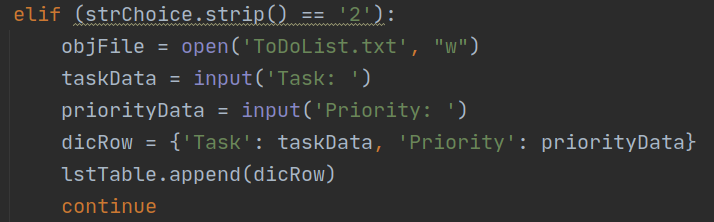 elif (strChoice.strip() == '2'):
    objFile = open('ToDoList.txt', "w")
    taskData = input('Task: ')
    priorityData = input('Priority: ')
    dicRow = {'Task': taskData, 'Priority': priorityData}
    lstTable.append(dicRow)
    continue